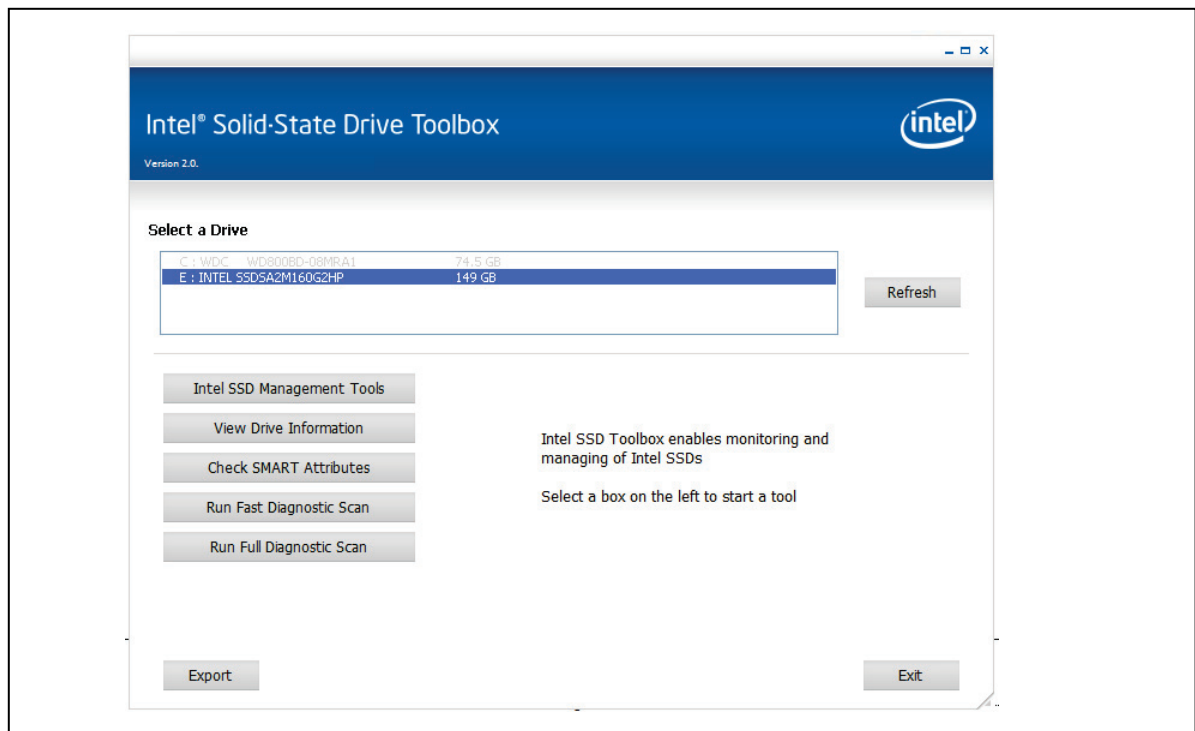 Intel® Solid-State Drive Toolbox
intel
Version 2.0.
Select a Drive
C : WDC WD800BD-08MRA1 74.5 GB
E : INTEL SSDSA2M160G2HP 149 GB
Refresh
Intel SSD Management Tools
View Drive Information
Check SMART Attributes
Run Fast Diagnostic Scan
Run Full Diagnostic Scan
Intel SSD Toolbox enables monitoring and
managing of Intel SSDs
Select a box on the left to start a tool
Export
Exit